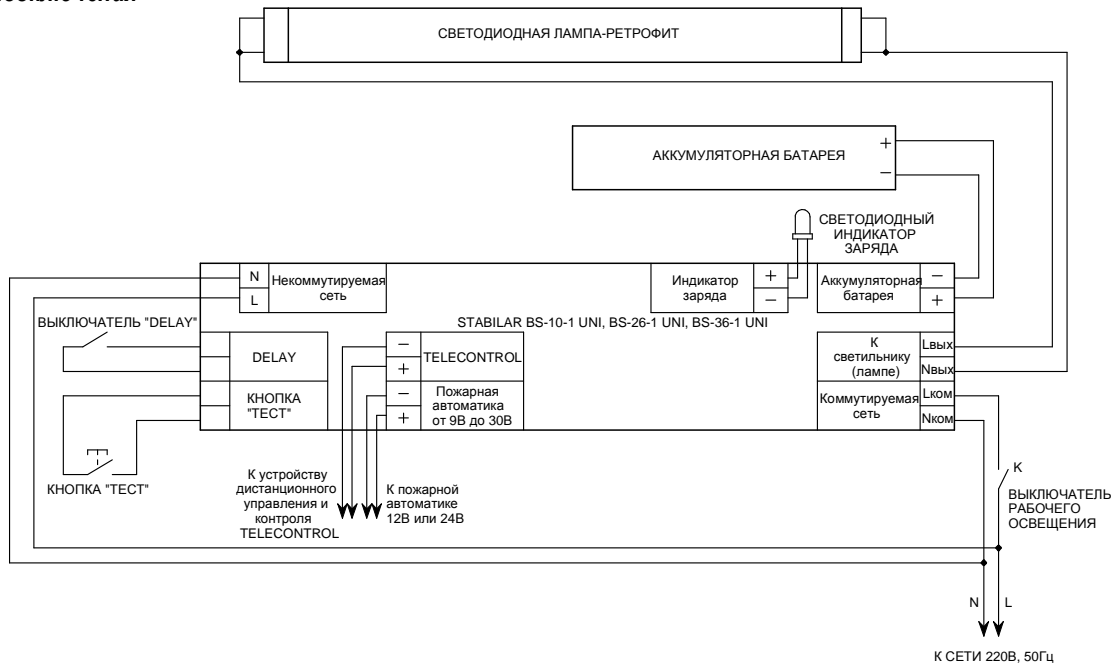 СВЕТОДИОДНАЯ ЛАМПА-РЕТРОФИТ
АККУМУЛЯТОРНАЯ БАТАРЕЯ
+
−
СВЕТОДИОДНЫЙ
ИНДИКАТОР
ЗАРЯДА
N
L
Некоммутируемая
сеть
Индикатор
заряда
+
−
Аккумуляторная
батарея
−
+
STABILAR BS-10-1 UNI, BS-26-1 UNI, BS-36-1 UNI
ВЫКЛЮЧАТЕЛЬ "DELAY"
DELAY
−
+
TELECONTROL
К
светильнику
(лампе)
Lвых
Nвых
КНОПКА
"ТЕСТ"
−
+
Пожарная
автоматика
от 9В до 30В
Коммутируемая
сеть
Lком
Nком
КНОПКА "ТЕСТ"
К устройству
дистанционного
управления и
контроля
TELECONTROL
К пожарной
автоматике
12В или 24В
К
ВЫКЛЮЧАТЕЛЬ
РАБОЧЕГО
ОСВЕЩЕНИЯ
N
L
К СЕТИ 220В, 50Гц